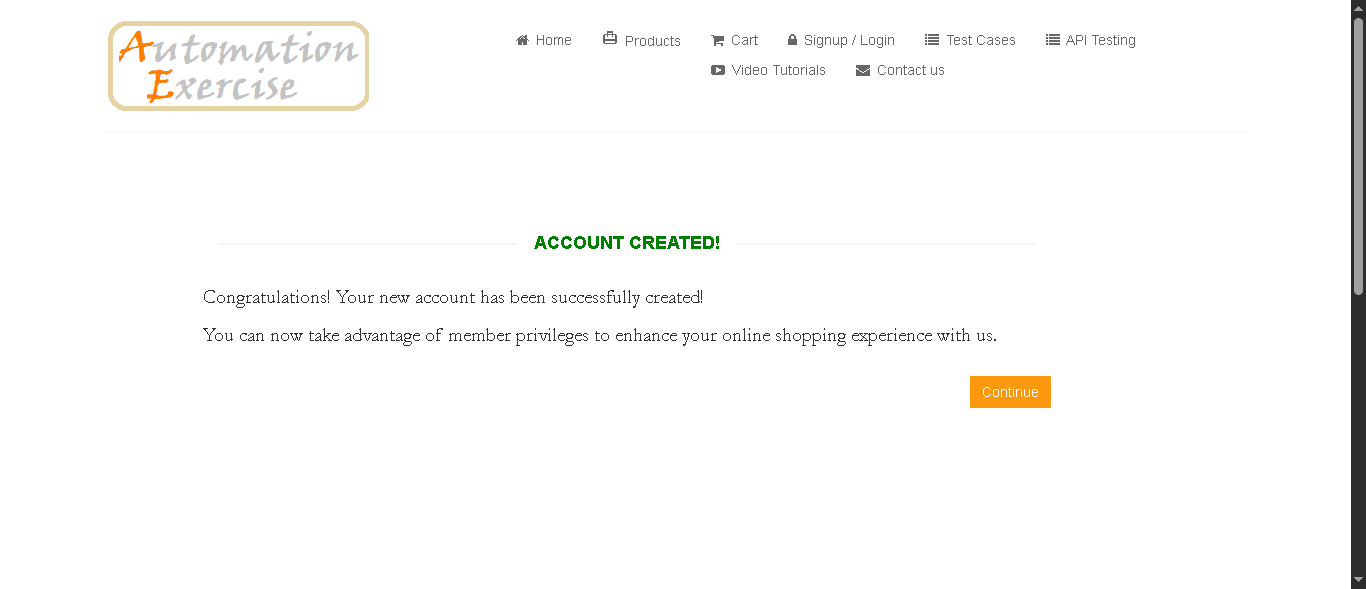 Automation
Exercise
Home Products Cart Signup / Login Test Cases API Testing
Video Tutorials Contact us
ACCOUNT CREATED!
Congratulations! Your new account has been successfully created!
You can now take advantage of member privileges to enhance your online shopping experience with us.
Continue